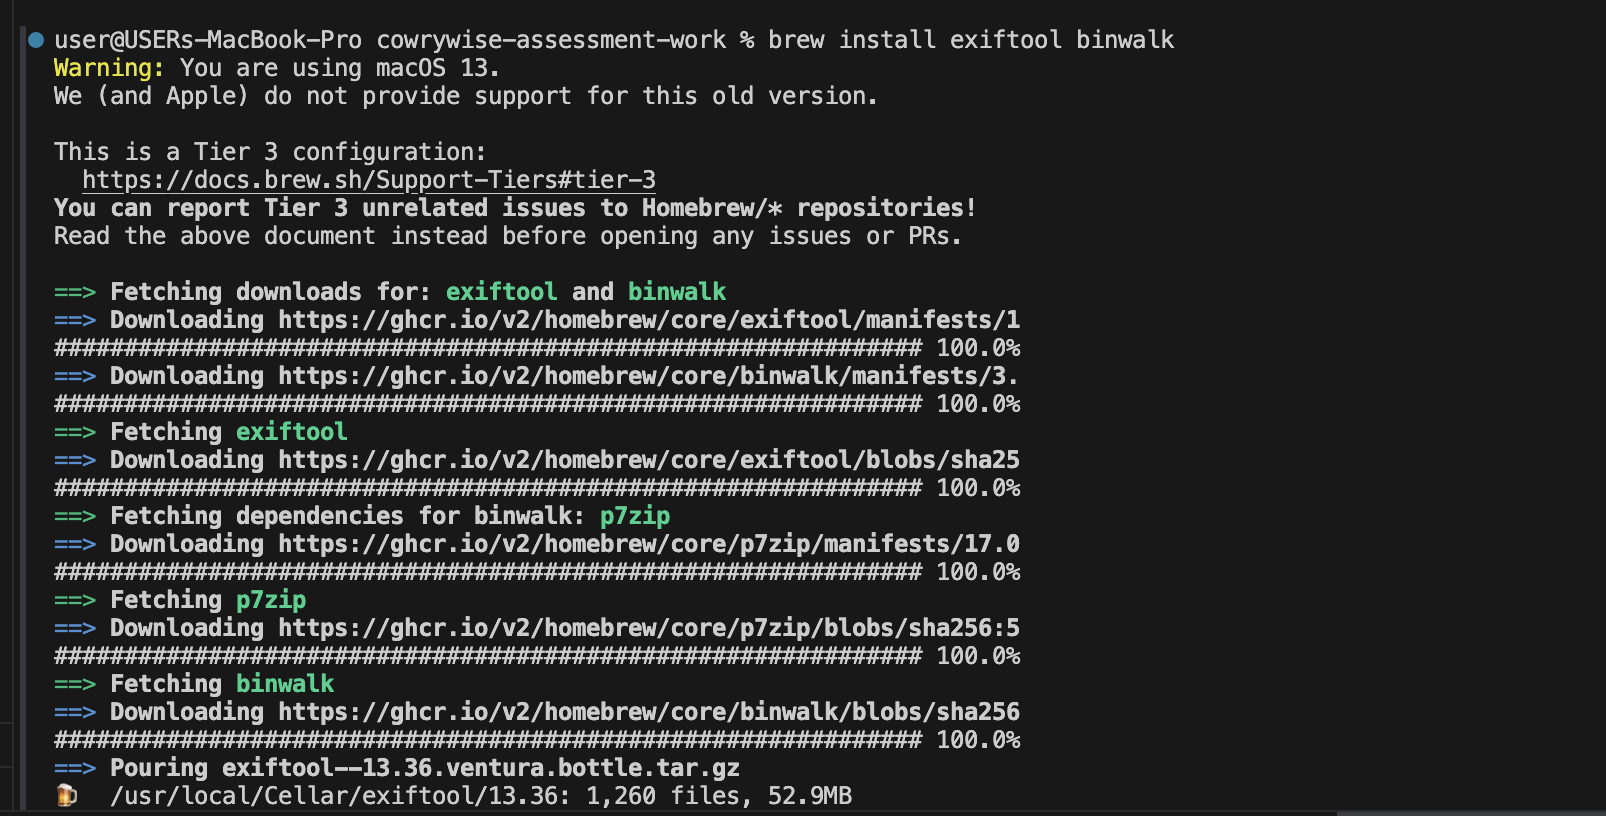 user@USERs-MacBook-Pro cowrywise-assessment-work % brew install exiftool binwalk
Warning: You are using macOS 13.
We (and Apple) do not provide support for this old version.
This is a Tier 3 configuration:
https://docs.brew.sh/Support-Tiers#tier-3
You can report Tier 3 unrelated issues to Homebrew/* repositories!
Read the above document instead before opening any issues or PRs.
==> Fetching downloads for: exiftool and binwalk
==> Downloading https://ghcr.io/v2/homebrew/core/exiftool/manifests/1
############################################################## 100.0%
==> Downloading https://ghcr.io/v2/homebrew/core/binwalk/manifests/3.
############################################################## 100.0%
==> Fetching exiftool
==> Downloading https://ghcr.io/v2/homebrew/core/exiftool/blobs/sha25
############################################################## 100.0%
==> Fetching dependencies for binwalk: p7zip
==> Downloading https://ghcr.io/v2/homebrew/core/p7zip/manifests/17.0
############################################################## 100.0%
==> Fetching p7zip
==> Downloading https://ghcr.io/v2/homebrew/core/p7zip/blobs/sha256:5
############################################################## 100.0%
==> Fetching binwalk
==> Downloading https://ghcr.io/v2/homebrew/core/binwalk/blobs/sha256
############################################################## 100.0%
==> Pouring exiftool--13.36.ventura.bottle.tar.gz
🍺 /usr/local/Cellar/exiftool/13.36: 1,260 files, 52.9MB